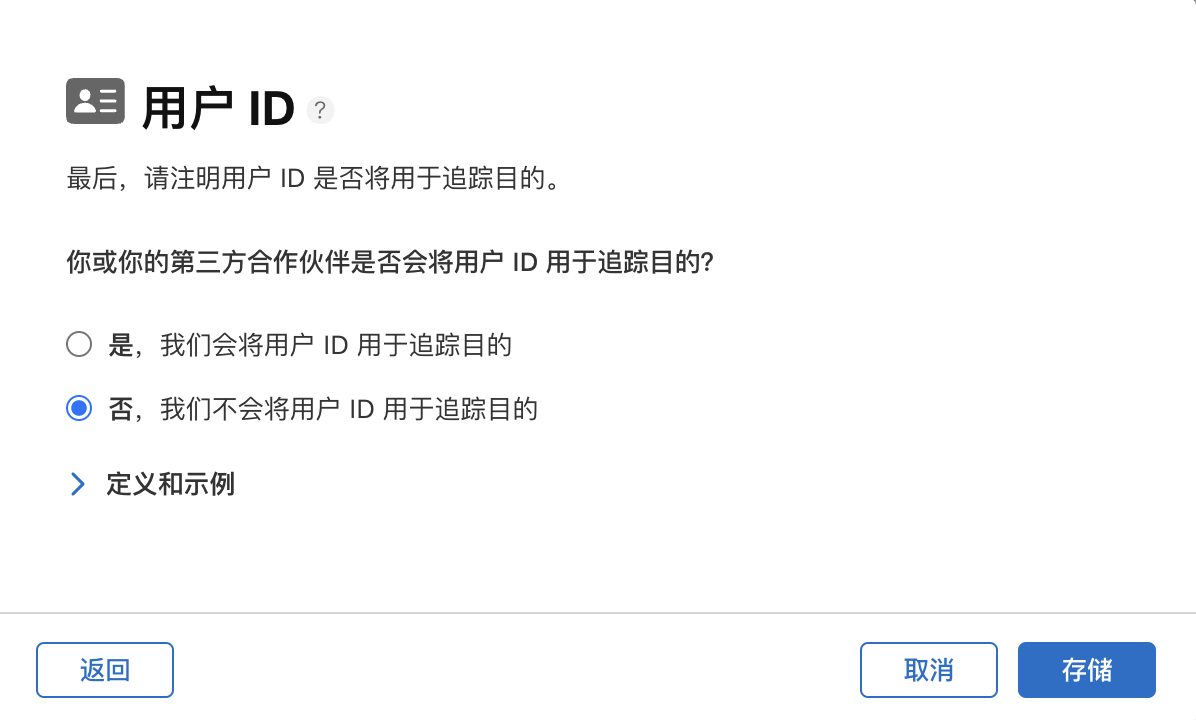 用户 ID ?
最后，请注明用户 ID 是否将用于追踪目的。
你或你的第三方合作伙伴是否会将用户 ID 用于追踪目的?
是，我们会将用户 ID 用于追踪目的
否，我们不会将用户 ID 用于追踪目的
定义和示例
返回
取消
存储